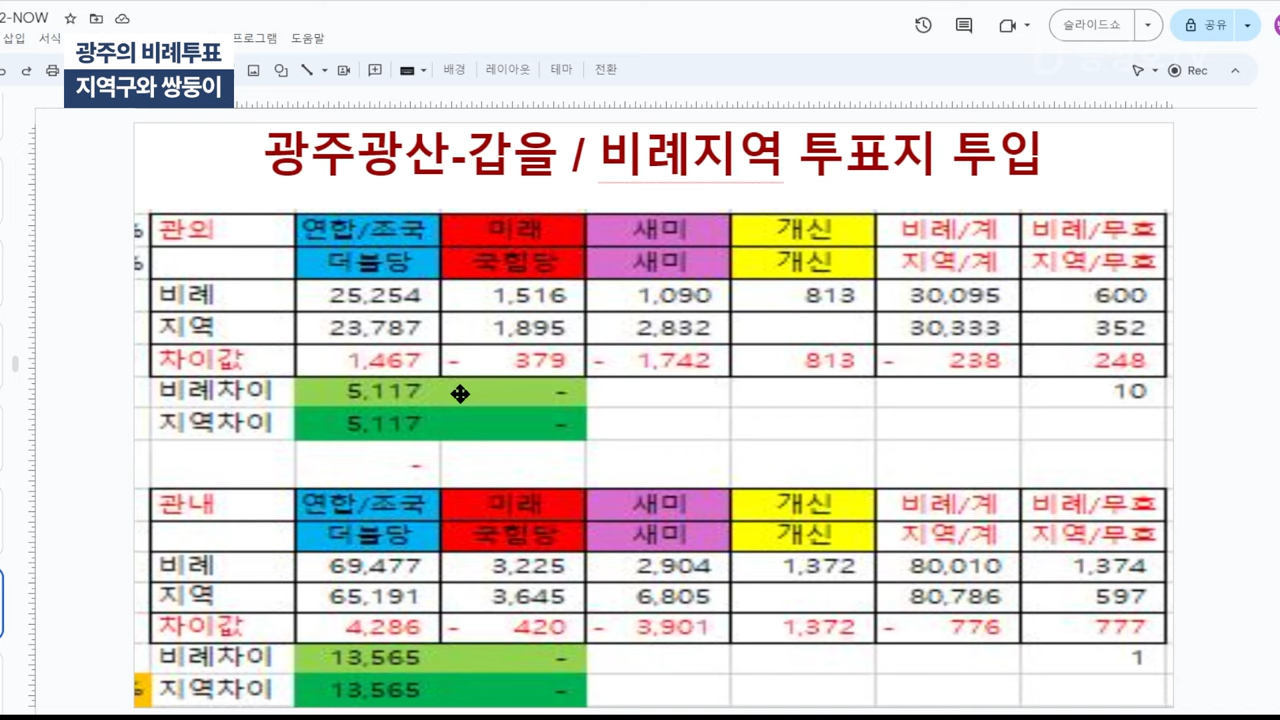 2-NOW
삽입 서식 프로그램 도움말
슬라이드쇼 공유
광주의 비례투표
지역구와 쌍둥이
배경 레이아웃 테마 전환 Rec
광주광산-갑을 / 비례지역 투표지 투입
% 관외 연합/조국 미래 새미 개신 비례/계 비례/무효
% 더불당 국힘당 새미 개신 지역/계 지역/무효
비례 25,254 1,516 1,090 813 30,095 600
지역 23,787 1,895 2,832 30,333 352
차이값 1,467 - 379 - 1,742 813 - 238 248
비례차이 5,117 - 10
지역차이 5,117 -
-
관내 연합/조국 미래 새미 개신 비례/계 비례/무효
더불당 국힘당 새미 개신 지역/계 지역/무효
비례 69,477 3,225 2,904 1,372 80,010 1,374
지역 65,191 3,645 6,805 80,786 597
차이값 4,286 - 420 - 3,901 1,372 - 776 777
비례차이 13,565 - 1
% 지역차이 13,565 -